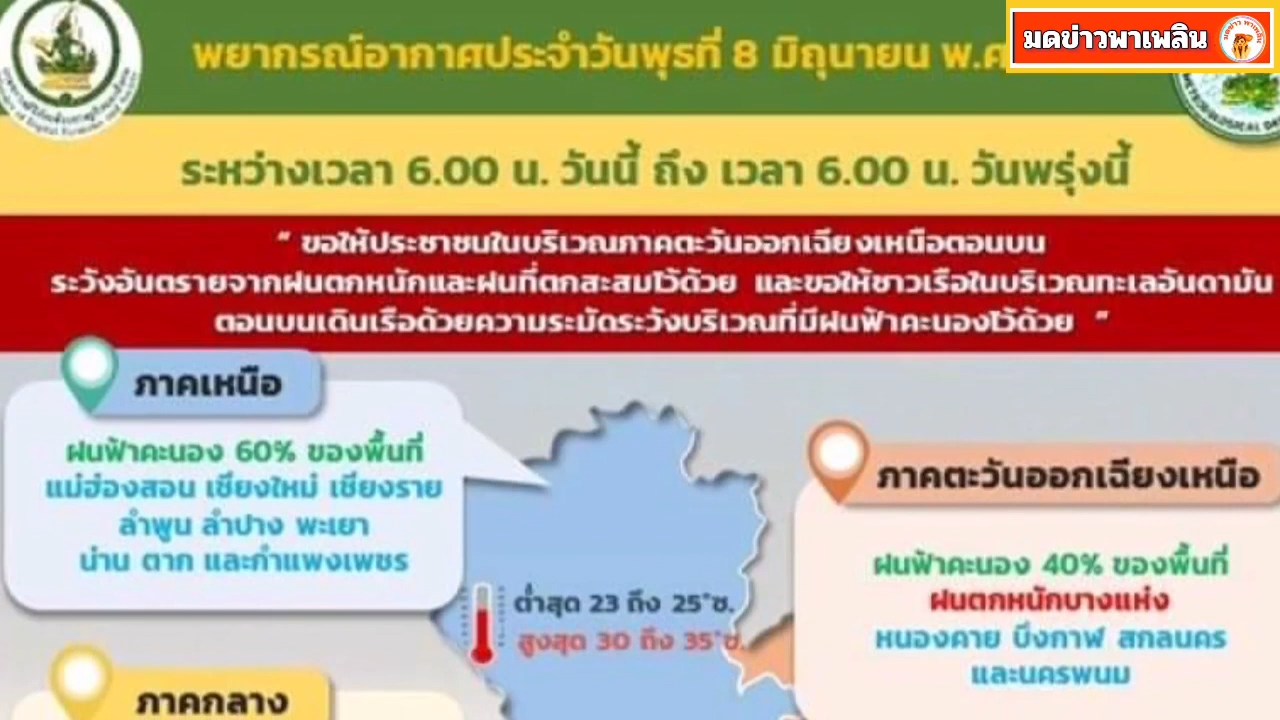 พยากรณ์อากาศประจำวันพุธที่ 8 มิถุนายน พ.ศ
มดข่าวพาเพลิน
ระหว่างเวลา 6.00 น. วันนี้ ถึง เวลา 6.00 น. วันพรุ่งนี้
" ขอให้ประชาชนในบริเวณภาคตะวันออกเฉียงเหนือตอนบน
ระวังอันตรายจากฝนตกหนักและฝนที่ตกสะสมไว้ด้วย และขอให้ชาวเรือในบริเวณทะเลอันดามัน
ตอนบนเดินเรือด้วยความระมัดระวังบริเวณที่มีฝนฟ้าคะนองไว้ด้วย "
ภาคเหนือ
ฝนฟ้าคะนอง 60% ของพื้นที่
แม่ฮ่องสอน เชียงใหม่ เชียงราย
ลำพูน ลำปาง พะเยา
น่าน ตาก และกำแพงเพชร
ต่ำสุด 23 ถึง 25°ซ.
สูงสุด 30 ถึง 35°ซ.
ภาคตะวันออกเฉียงเหนือ
ฝนฟ้าคะนอง 40% ของพื้นที่
ฝนตกหนักบางแห่ง
หนองคาย บึงกาฬ สกลนคร
และนครพนม
ภาคกลาง